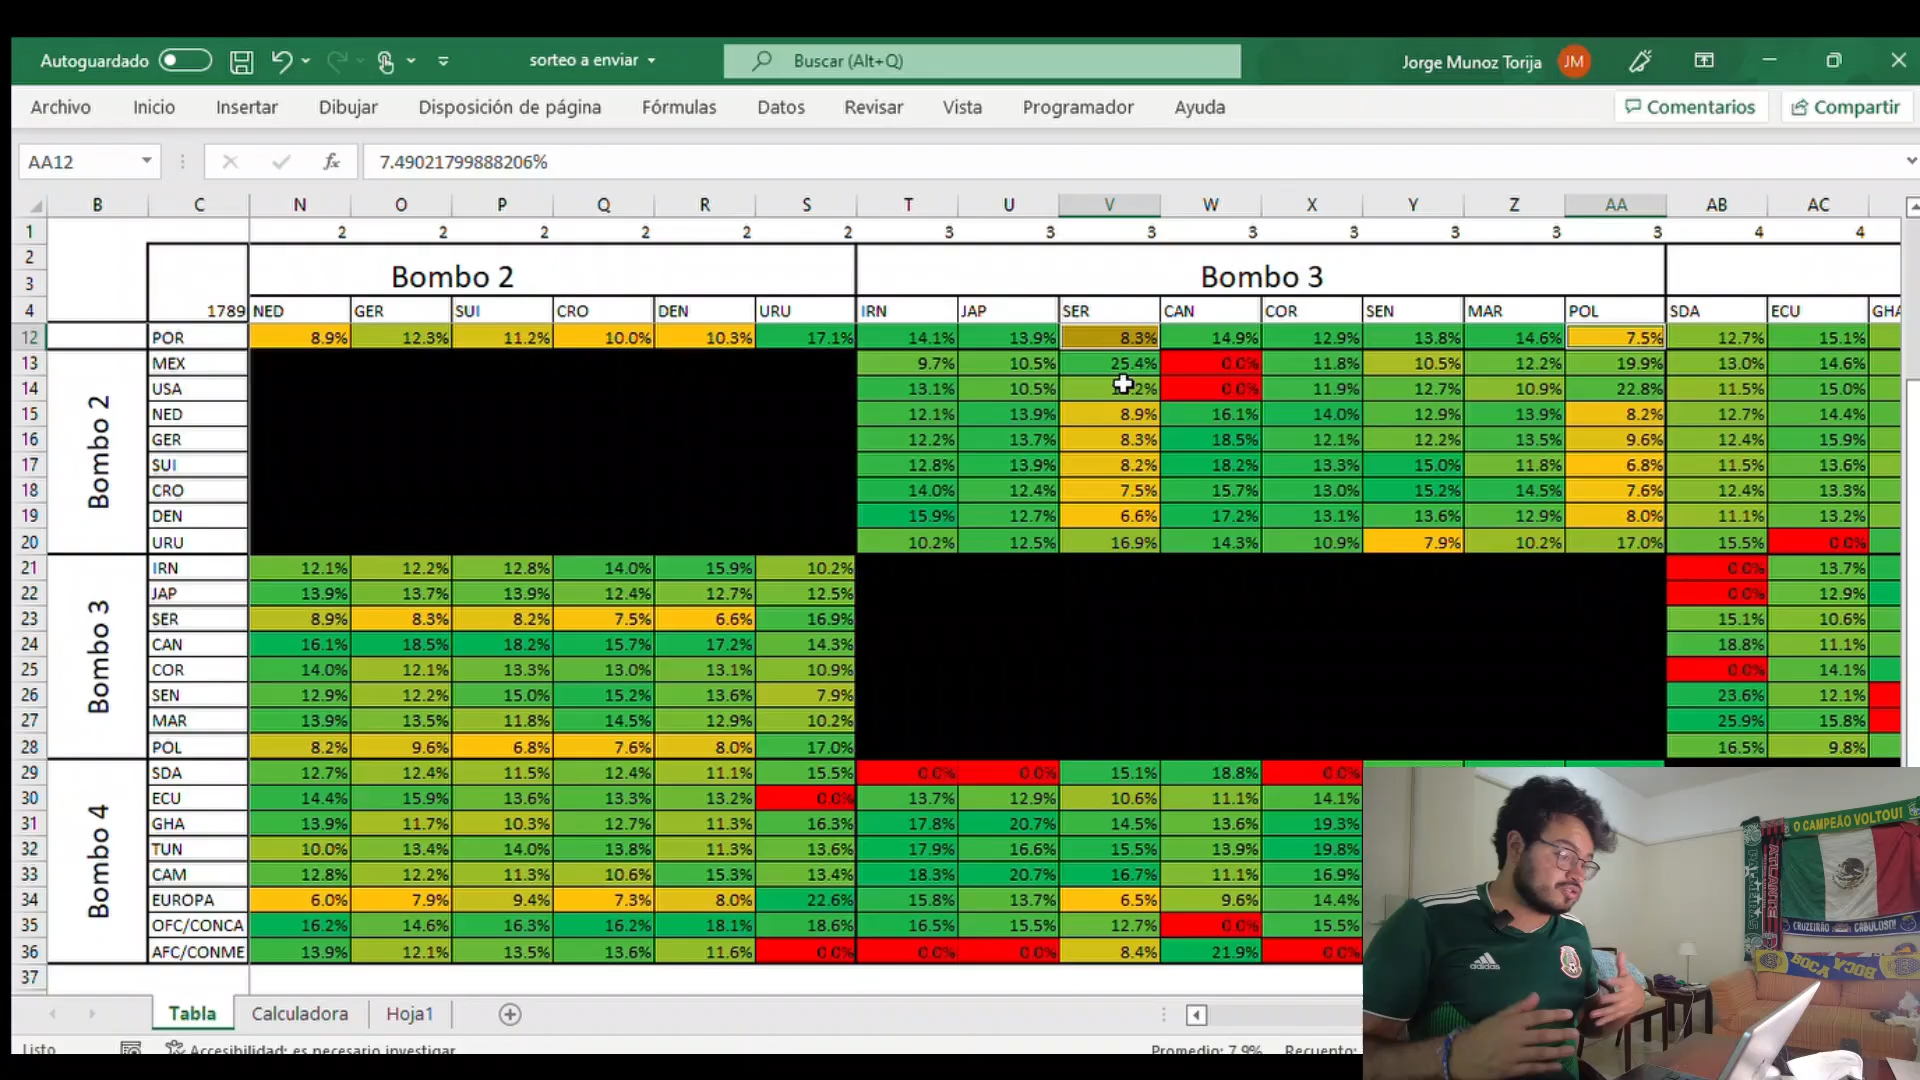 Autoguardado sorteo a enviar Buscar (Alt+Q) Jorge Munoz Torija JM
Archivo Inicio Insertar Dibujar Disposición de página Fórmulas Datos Revisar Vista Programador Ayuda Comentarios Compartir
AA12 fx 7.49021799888206%
B C N O P Q R S T U V W X Y Z AA AB AC
1 2 2 2 2 2 2 3 3 3 3 3 3 3 3 4 4
2
3 Bombo 2 Bombo 3
4 1789 NED GER SUI CRO DEN URU IRN JAP SER CAN COR SEN MAR POL SDA ECU GHA
12 POR 8.9% 12.3% 11.2% 10.0% 10.3% 17.1% 14.1% 13.9% 8.3% 14.9% 12.9% 13.8% 14.6% 7.5% 12.7% 15.1%
Bombo 2
13 MEX 9.7% 10.5% 25.4% 0.0% 11.8% 10.5% 12.2% 19.9% 13.0% 14.6%
14 USA 13.1% 10.5% 0.0% 11.9% 12.7% 10.9% 22.8% 11.5% 15.0%
15 NED 12.1% 13.9% 8.9% 16.1% 14.0% 12.9% 13.9% 8.2% 12.7% 14.4%
16 GER 12.2% 13.7% 8.3% 18.5% 12.1% 12.2% 13.5% 9.6% 12.4% 15.9%
17 SUI 12.8% 13.9% 8.2% 18.2% 13.3% 15.0% 11.8% 6.8% 11.5% 13.6%
18 CRO 14.0% 12.4% 7.5% 15.7% 13.0% 15.2% 14.5% 7.6% 12.4% 13.3%
19 DEN 15.9% 12.7% 6.6% 17.2% 13.1% 13.6% 12.9% 8.0% 11.1% 13.2%
20 URU 10.2% 12.5% 16.9% 14.3% 10.9% 7.9% 10.2% 17.0% 15.5% 0.0%
Bombo 3
21 IRN 12.1% 12.2% 12.8% 14.0% 15.9% 10.2% 0.0% 13.7%
22 JAP 13.9% 13.7% 13.9% 12.4% 12.7% 12.5% 0.0% 12.9%
23 SER 8.9% 8.3% 8.2% 7.5% 6.6% 16.9% 15.1% 10.6%
24 CAN 16.1% 18.5% 18.2% 15.7% 17.2% 14.3% 18.8% 11.1%
25 COR 14.0% 12.1% 13.3% 13.0% 13.1% 10.9% 0.0% 14.1%
26 SEN 12.9% 12.2% 15.0% 15.2% 13.6% 7.9% 23.6% 12.1%
27 MAR 13.9% 13.5% 11.8% 14.5% 12.9% 10.2% 25.9% 15.8%
28 POL 8.2% 9.6% 6.8% 7.6% 8.0% 17.0% 16.5% 9.8%
Bombo 4
29 SDA 12.7% 12.4% 11.5% 12.4% 11.1% 15.5% 0.0% 0.0% 15.1% 18.8% 0.0%
30 ECU 14.4% 15.9% 13.6% 13.3% 13.2% 0.0% 13.7% 12.9% 10.6% 11.1% 14.1%
31 GHA 13.9% 11.7% 10.3% 12.7% 11.3% 16.3% 17.8% 20.7% 14.5% 13.6% 19.3%
32 TUN 10.0% 13.4% 14.0% 13.8% 11.3% 13.6% 17.9% 16.6% 15.5% 13.9% 19.8%
33 CAM 12.8% 12.2% 11.3% 10.6% 15.3% 13.4% 18.3% 20.7% 16.7% 11.1% 16.9%
34 EUROPA 6.0% 7.9% 9.4% 7.3% 8.0% 22.6% 15.8% 13.7% 6.5% 9.6% 14.4%
35 OFC/CONCA 16.2% 14.6% 16.3% 16.2% 18.1% 18.6% 16.5% 15.5% 12.7% 0.0% 15.5%
36 AFC/CONME 13.9% 12.1% 13.5% 13.6% 11.6% 0.0% 0.0% 0.0% 8.4% 21.9% 0.0%
37
Tabla Calculadora Hoja1
Listo Accesibilidad: es necesario investigar Promedio: 7.9% Recuento:
O CAMPEÃO VOLTOU!
PALMEIRAS
ATLANTE
CRUZEIRÃO CABULOSO!
BOCA BOCA
adidas